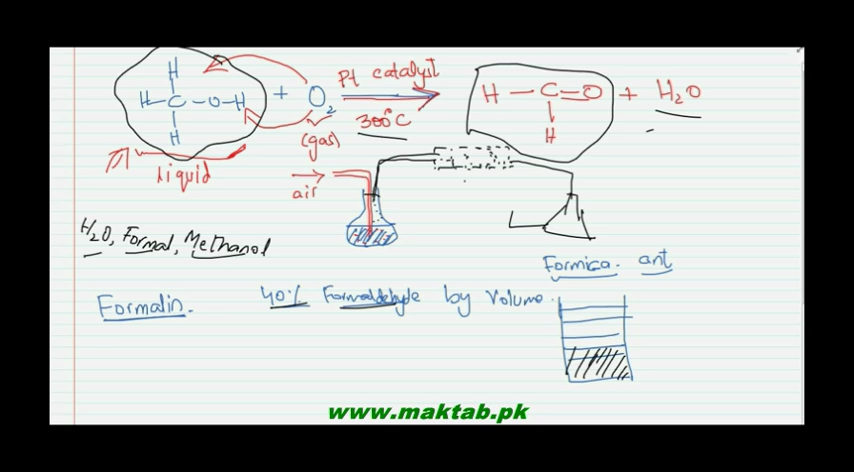 H
H-C-O-H + O2 Pt catalyst 300°C H-C=O + H2O
H
H
Liquid
(gas)
air
HCHO
H2O, Formal, Methanol
Formica. ant
Formalin. 40% Formaldehyde by Volume.
www.maktab.pk